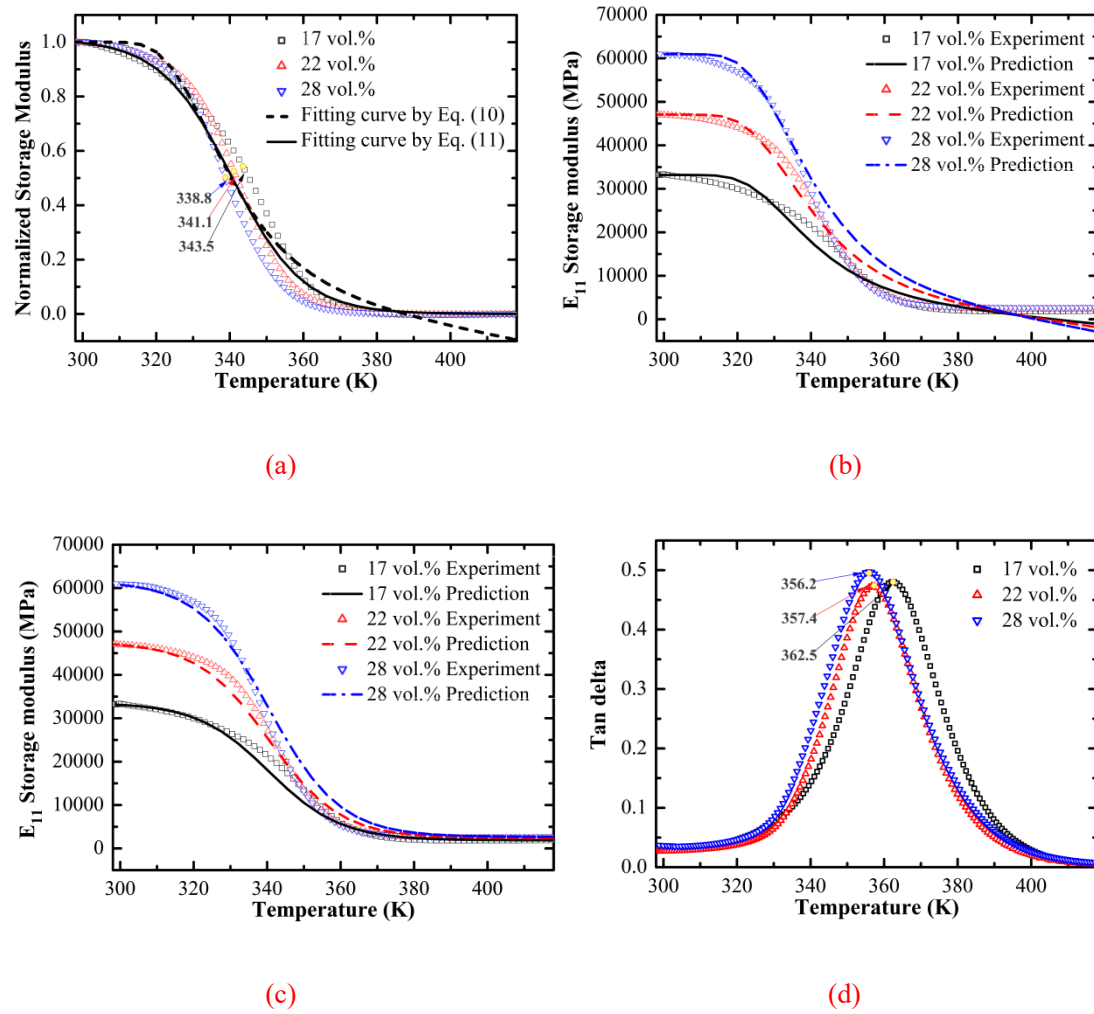 Normalized Storage Modulus
1.0
0.8
0.6
0.4
0.2
0.0
17 vol.%
22 vol.%
28 vol.%
Fitting curve by Eq. (10)
Fitting curve by Eq. (11)
338.8
341.1
343.5
300 320 340 360 380 400
Temperature (K)
(a)
E11 Storage modulus (MPa)
70000
60000
50000
40000
30000
20000
10000
0
17 vol.% Experiment
17 vol.% Prediction
22 vol.% Experiment
22 vol.% Prediction
28 vol.% Experiment
28 vol.% Prediction
300 320 340 360 380 400
Temperature (K)
(b)
E11 Storage modulus (MPa)
70000
60000
50000
40000
30000
20000
10000
0
17 vol.% Experiment
17 vol.% Prediction
22 vol.% Experiment
22 vol.% Prediction
28 vol.% Experiment
28 vol.% Prediction
300 320 340 360 380 400
Temperature (K)
(c)
Tan delta
0.5
0.4
0.3
0.2
0.1
0.0
17 vol.%
22 vol.%
28 vol.%
356.2
357.4
362.5
300 320 340 360 380 400
Temperature (K)
(d)